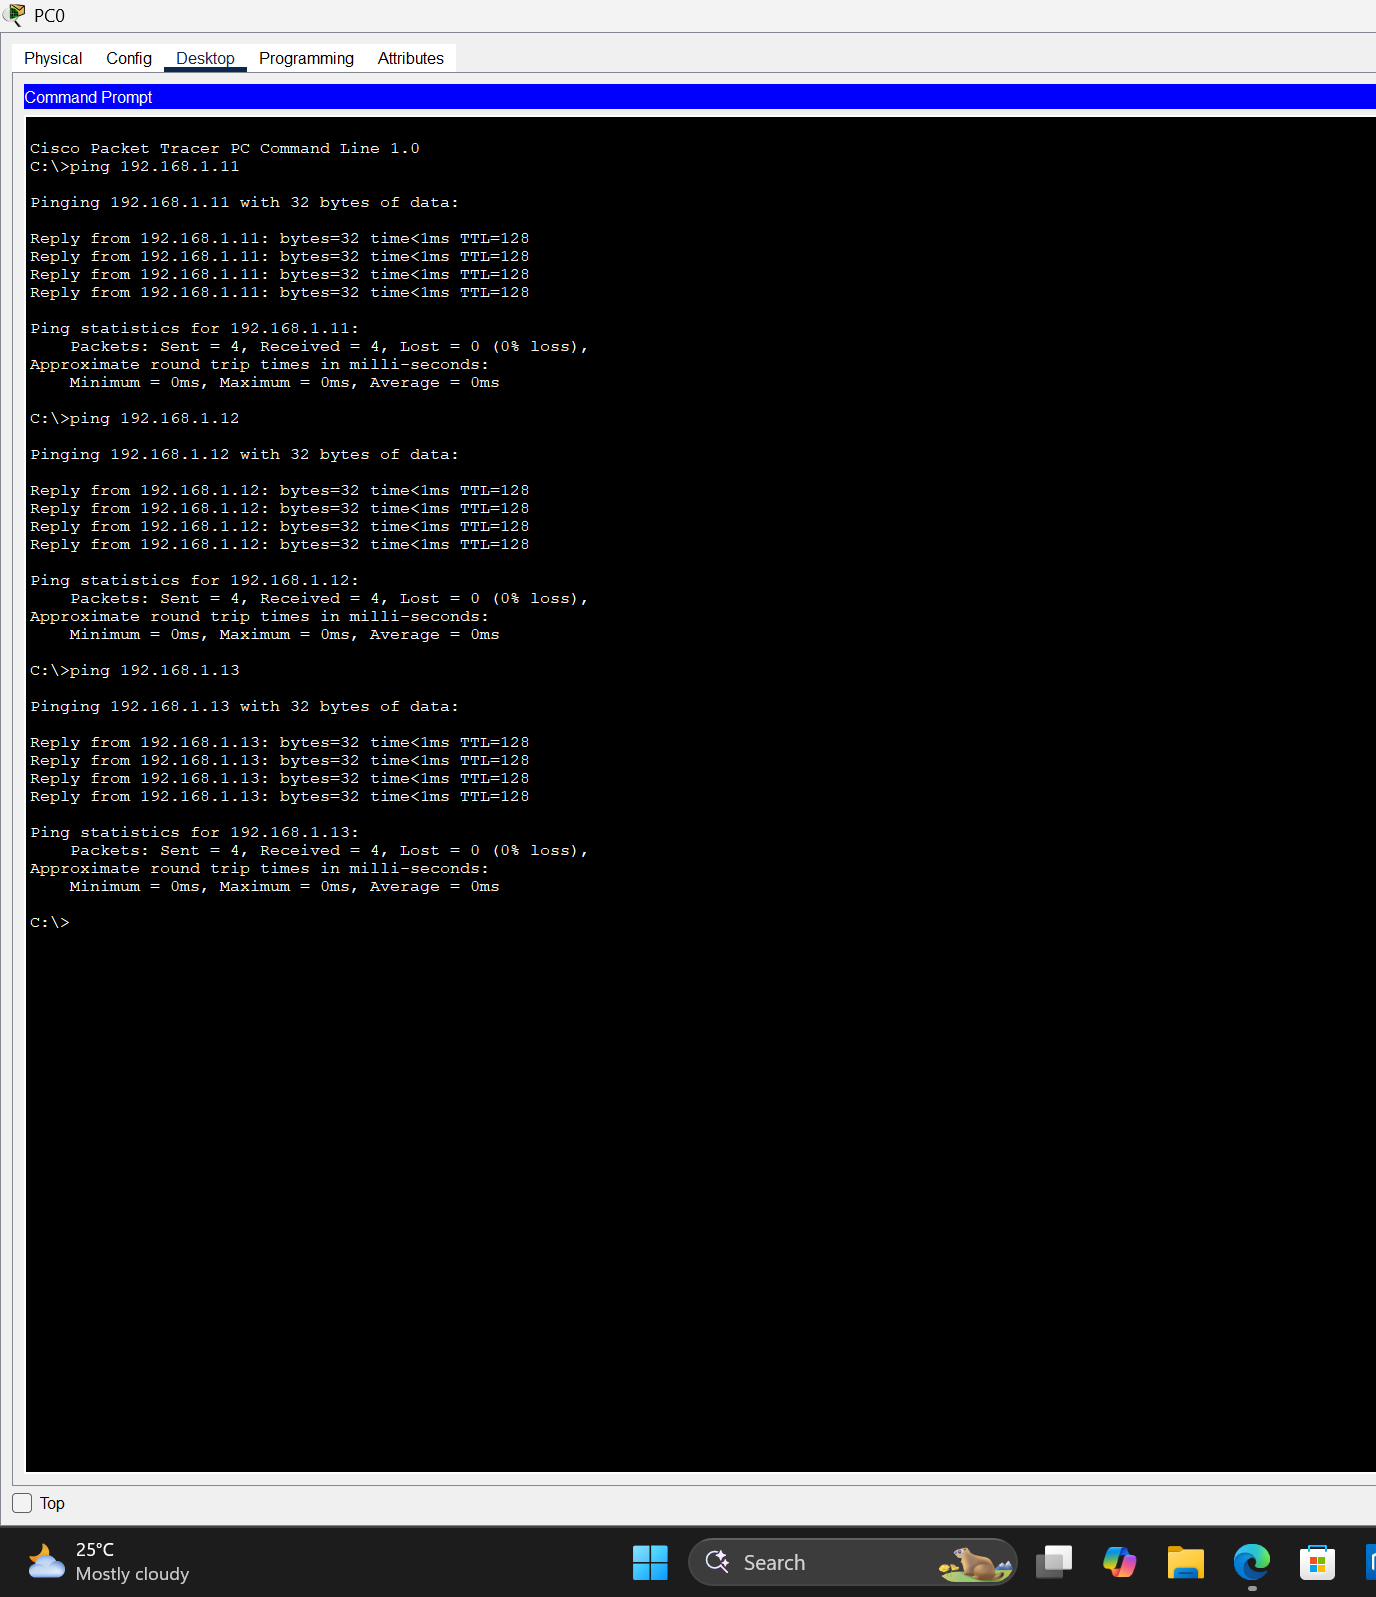 PC0
Physical Config Desktop Programming Attributes
Command Prompt
Cisco Packet Tracer PC Command Line 1.0
C:\>ping 192.168.1.11
Pinging 192.168.1.11 with 32 bytes of data:
Reply from 192.168.1.11: bytes=32 time<1ms TTL=128
Reply from 192.168.1.11: bytes=32 time<1ms TTL=128
Reply from 192.168.1.11: bytes=32 time<1ms TTL=128
Reply from 192.168.1.11: bytes=32 time<1ms TTL=128
Ping statistics for 192.168.1.11:
Packets: Sent = 4, Received = 4, Lost = 0 (0% loss),
Approximate round trip times in milli-seconds:
Minimum = 0ms, Maximum = 0ms, Average = 0ms
C:\>ping 192.168.1.12
Pinging 192.168.1.12 with 32 bytes of data:
Reply from 192.168.1.12: bytes=32 time<1ms TTL=128
Reply from 192.168.1.12: bytes=32 time<1ms TTL=128
Reply from 192.168.1.12: bytes=32 time<1ms TTL=128
Reply from 192.168.1.12: bytes=32 time<1ms TTL=128
Ping statistics for 192.168.1.12:
Packets: Sent = 4, Received = 4, Lost = 0 (0% loss),
Approximate round trip times in milli-seconds:
Minimum = 0ms, Maximum = 0ms, Average = 0ms
C:\>ping 192.168.1.13
Pinging 192.168.1.13 with 32 bytes of data:
Reply from 192.168.1.13: bytes=32 time<1ms TTL=128
Reply from 192.168.1.13: bytes=32 time<1ms TTL=128
Reply from 192.168.1.13: bytes=32 time<1ms TTL=128
Reply from 192.168.1.13: bytes=32 time<1ms TTL=128
Ping statistics for 192.168.1.13:
Packets: Sent = 4, Received = 4, Lost = 0 (0% loss),
Approximate round trip times in milli-seconds:
Minimum = 0ms, Maximum = 0ms, Average = 0ms
C:\>
Top
25°C
Mostly cloudy
Search